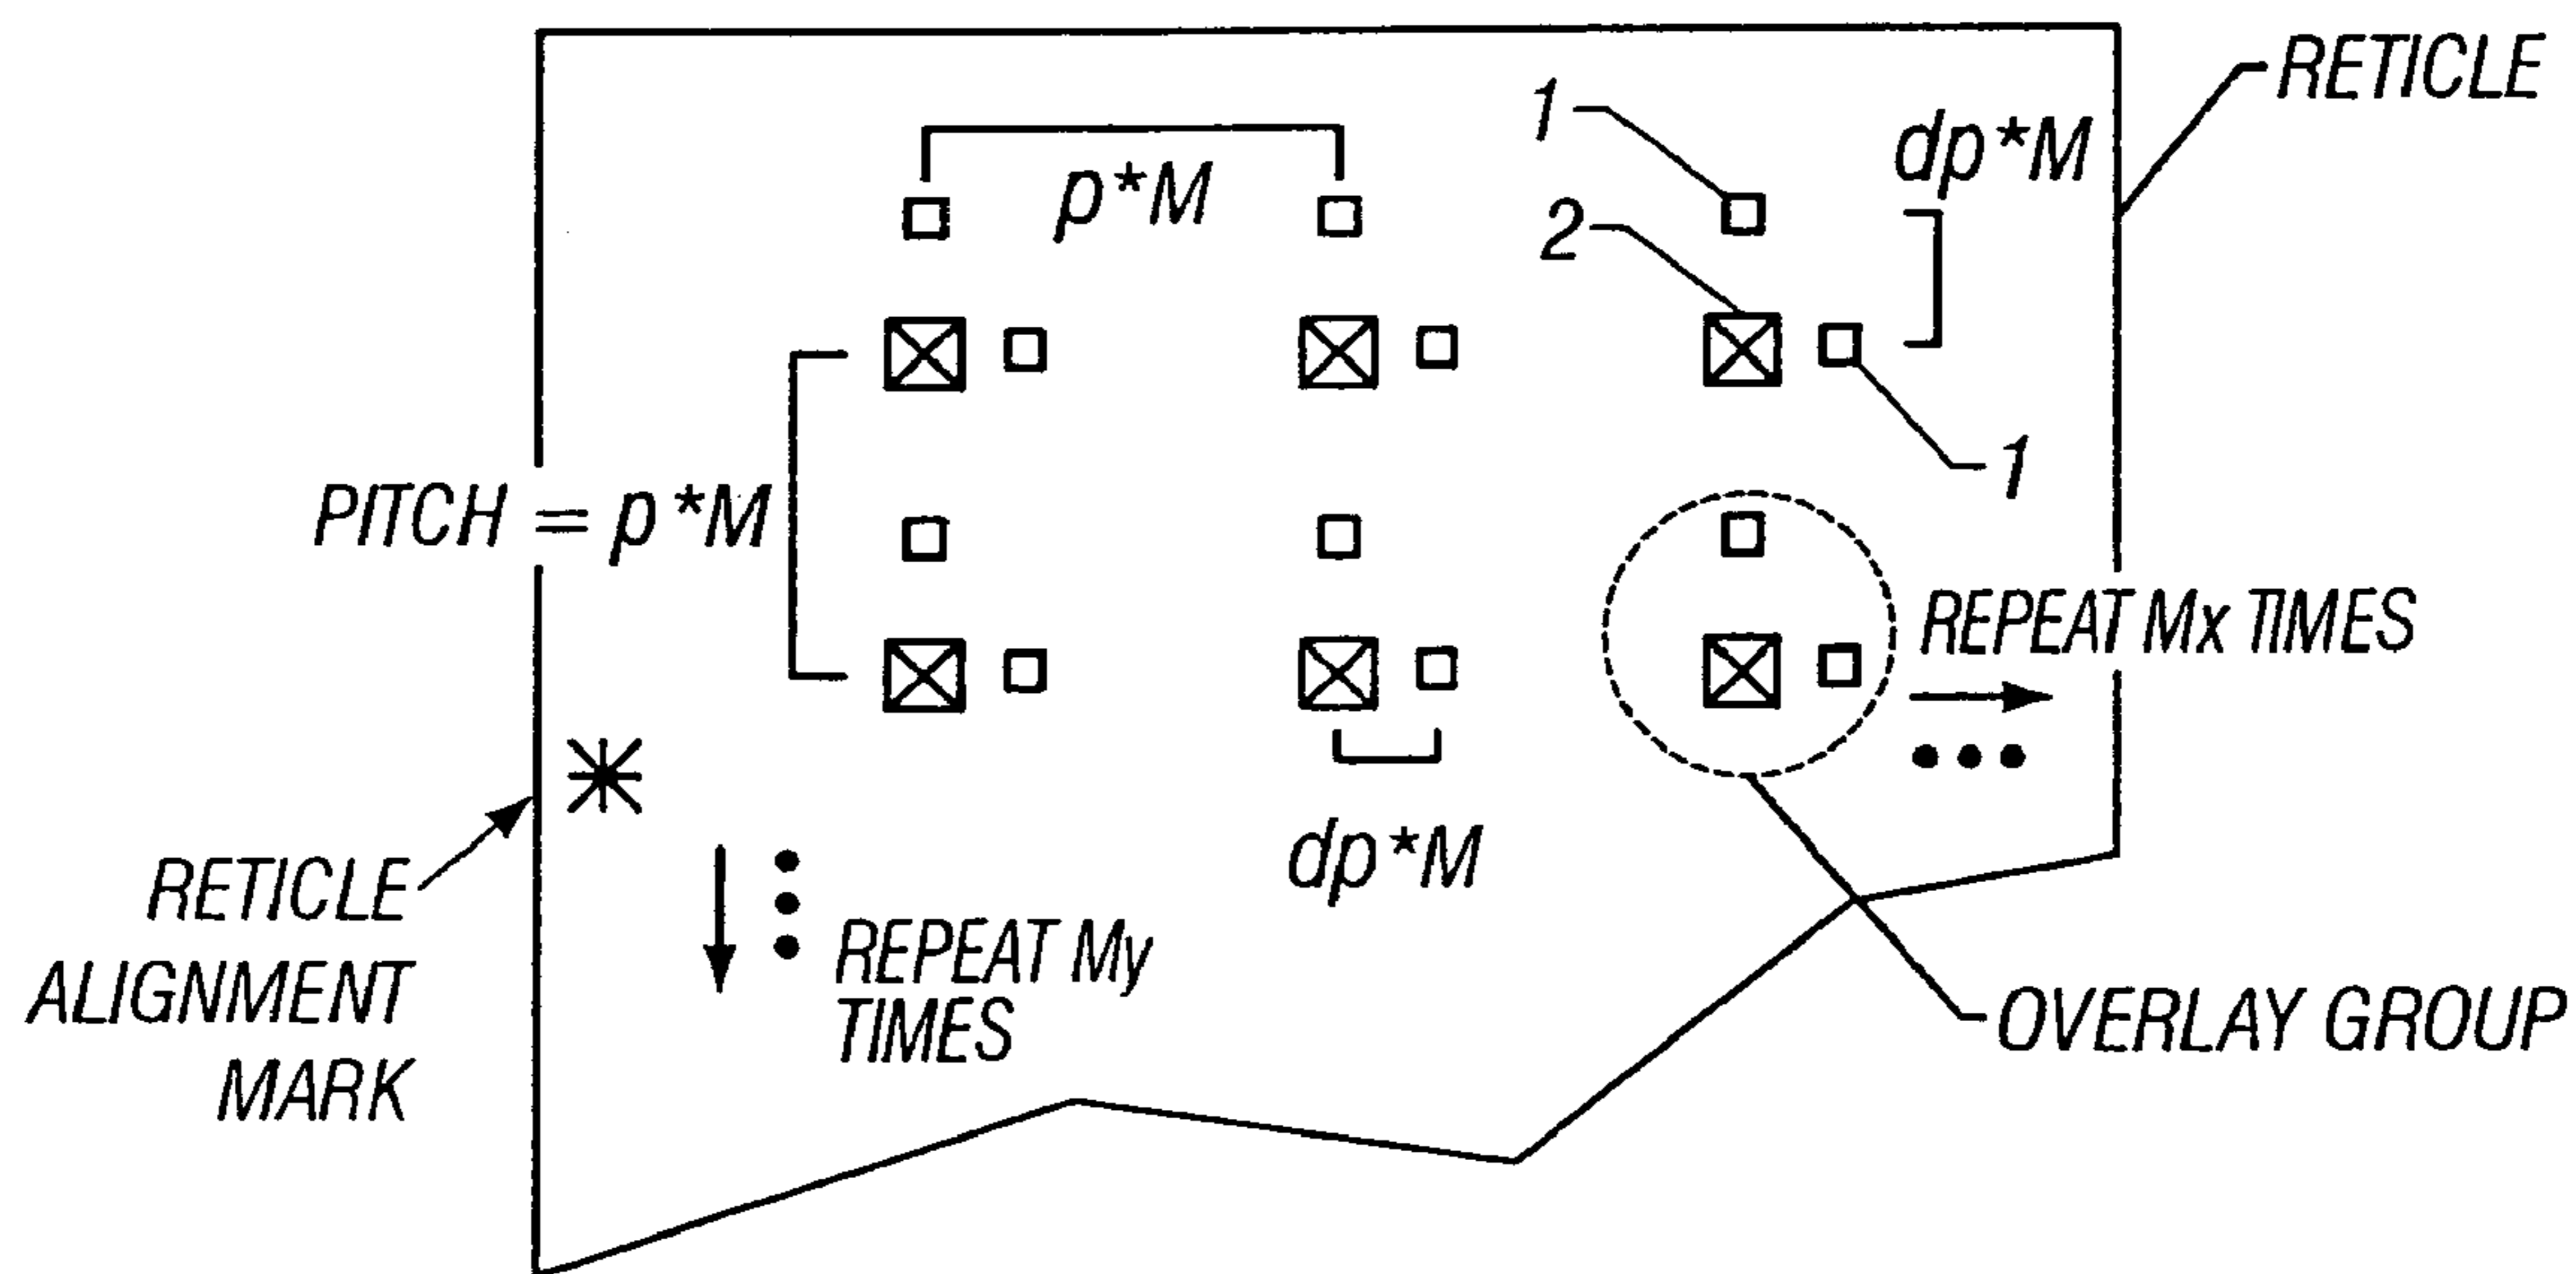 RETICLE
1
dp*M
p*M
2
1
PITCH = p*M
REPEAT Mx TIMES
dp*M
RETICLE
ALIGNMENT
MARK
REPEAT My
TIMES
OVERLAY GROUP